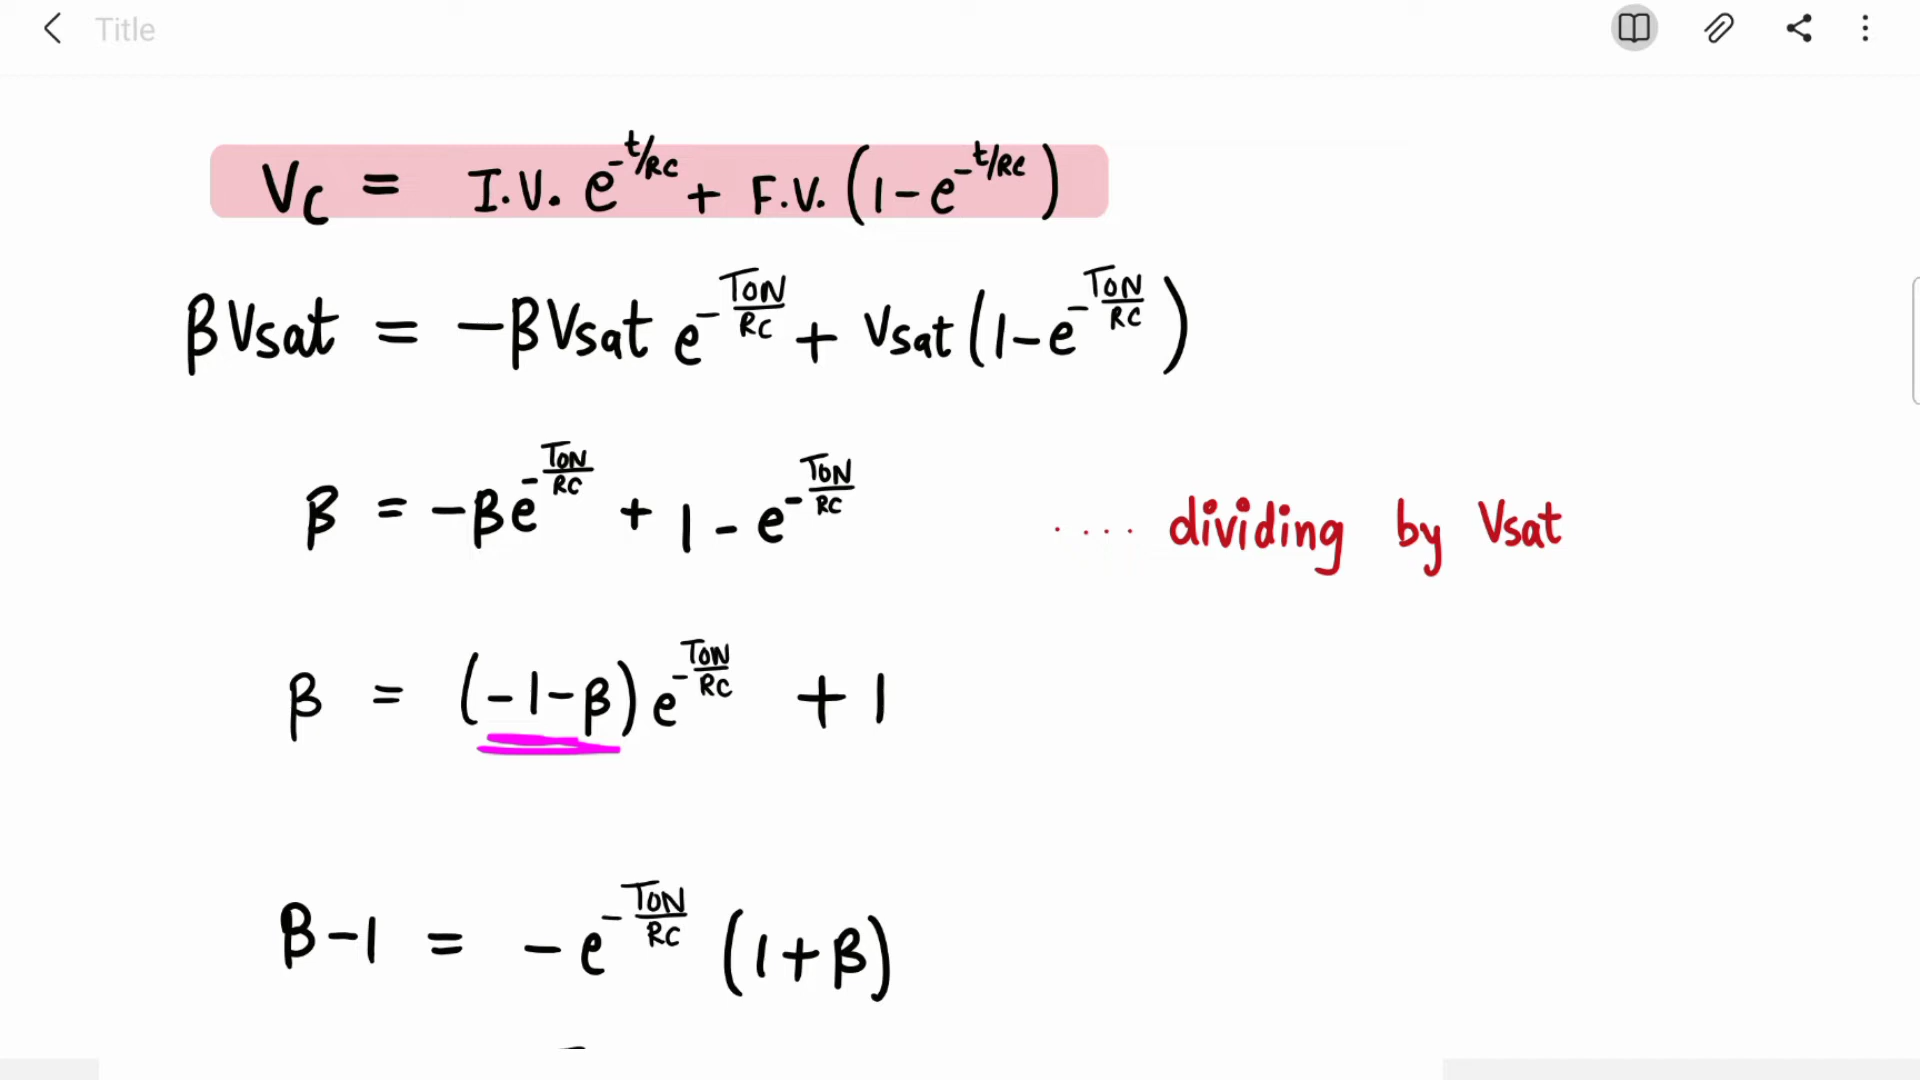 Title
Vc = I.V. e^-t/RC + F.V. (1-e^-t/RC)
βVsat = -βVsat e^-TON/RC + Vsat(1-e^-TON/RC)
β = -βe^-TON/RC + 1 - e^-TON/RC .... dividing by Vsat
β = (-1-β)e^-TON/RC + 1
β-1 = -e^-TON/RC (1+β)